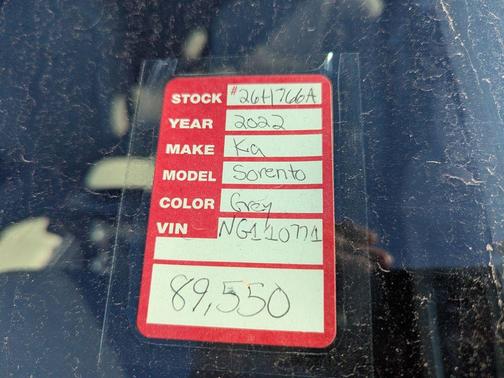 STOCK #26H766A
YEAR 2022
MAKE Kia
MODEL Sorento
COLOR Grey
VIN NG110771
89,550